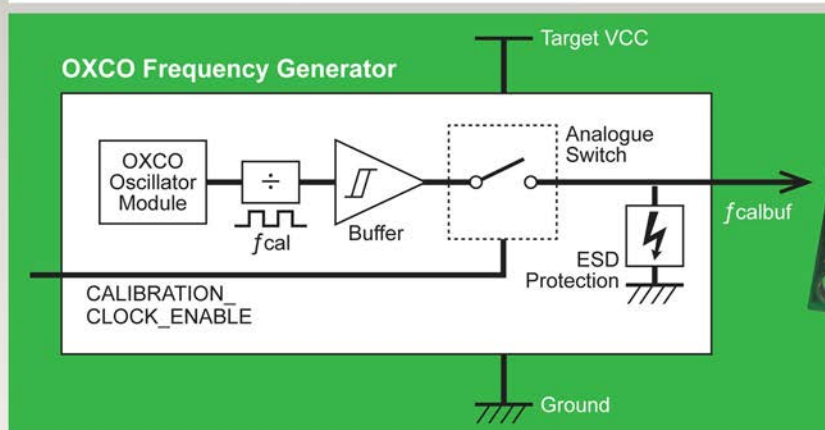 Target VCC
OXCO Frequency Generator
OXCO
Oscillator
Module
÷
ƒcal
Buffer
Analogue
Switch
ƒcalbuf
ESD
Protection
CALIBRATION_
CLOCK_ENABLE
Ground